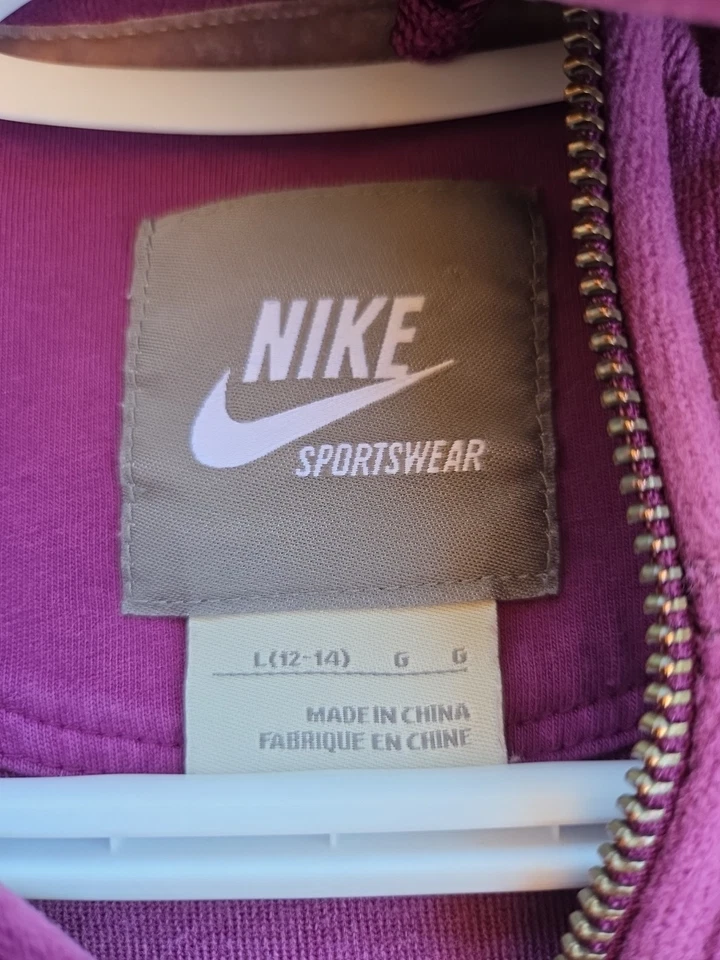 NIKE
SPORTSWEAR
L(12-14) G G
MADE IN CHINA
FABRIQUE EN CHINE